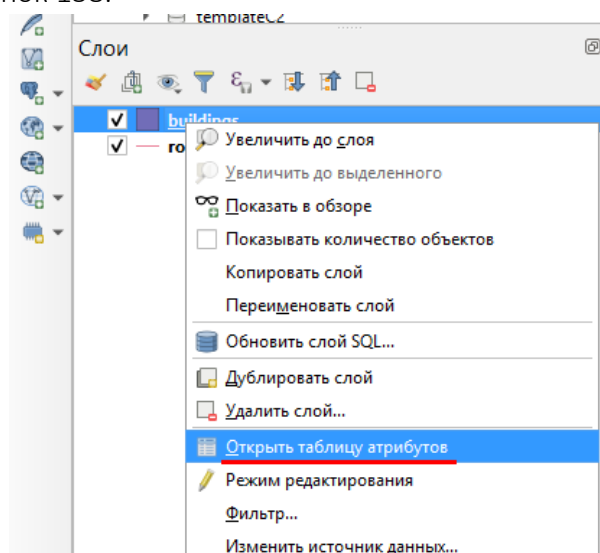 templateC2
Слои
buildings
ro
Увеличить до слоя
Увеличить до выделенного
Показать в обзоре
Показывать количество объектов
Копировать слой
Переименовать слой
Обновить слой SQL...
Дублировать слой
Удалить слой...
Открыть таблицу атрибутов
Режим редактирования
Фильтр...
Изменить источник данных...